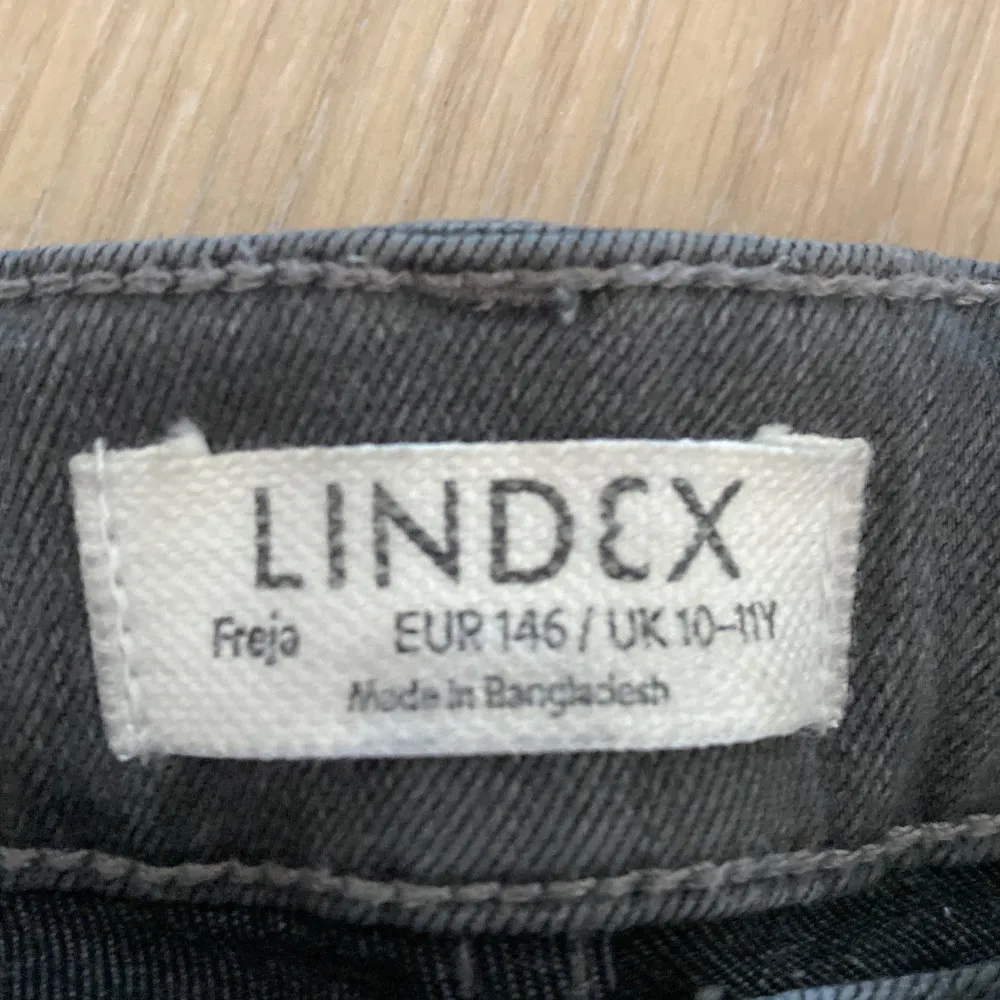 LINDEX
Freja EUR 146 / UK 10-11Y
Made in Bangladesh